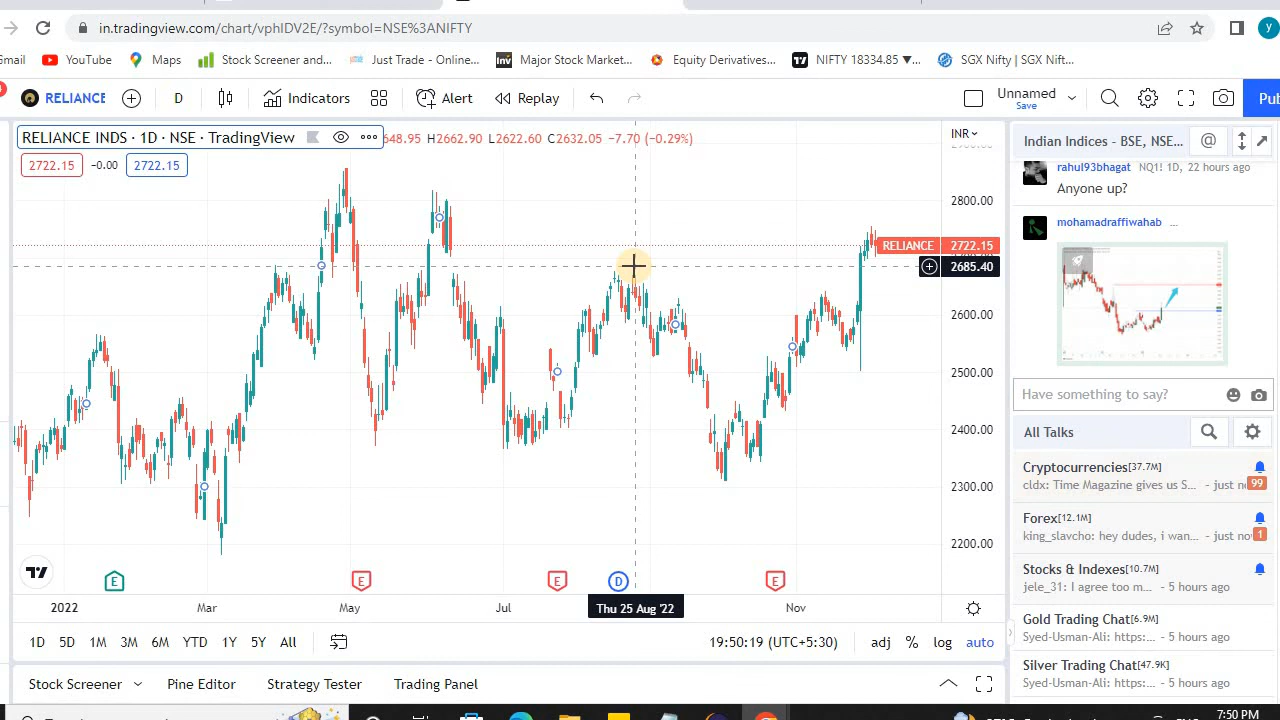 in.tradingview.com/chart/vphIDV2E/?symbol=NSE%3ANIFTY
y
Gmail
YouTube
Maps
Stock Screener and...
Just Trade - Online...
Inv
Major Stock Market...
Equity Derivatives...
NIFTY 18334.85 ▼...
SGX Nifty | SGX Nift...
RELIANCE
D
Indicators
Alert
Replay
Unnamed
Save
Pu
RELIANCE INDS · 1D · NSE · TradingView
648.95 H2662.90 L2622.60 C2632.05 -7.70 (-0.29%)
INR
2722.15
-0.00
2722.15
2800.00
RELIANCE
2722.15
2685.40
2600.00
2500.00
2400.00
2300.00
2200.00
E
E
E
D
E
2022
Mar
May
Jul
Thu 25 Aug '22
Nov
1D
5D
1M
3M
6M
YTD
1Y
5Y
All
19:50:19 (UTC+5:30)
adj
%
log
auto
Stock Screener
Pine Editor
Strategy Tester
Trading Panel
Indian Indices - BSE, NSE...
@
rahul93bhagat NQ1! 1D, 22 hours ago
Anyone up?
mohamadraffiwahab ...
Have something to say?
All Talks
Cryptocurrencies[37.7M]
cldx: Time Magazine gives us S... - just no
99
Forex[12.1M]
king_slavcho: hey dudes, i wan... - just no
1
Stocks & Indexes[10.7M]
jele_31: I agree too m... - 5 hours ago
Gold Trading Chat[6.9M]
Syed-Usman-Ali: https:... - 5 hours ago
Silver Trading Chat[47.9K]
Syed-Usman-Ali: https:... - 5 hours ago
7:50 PM